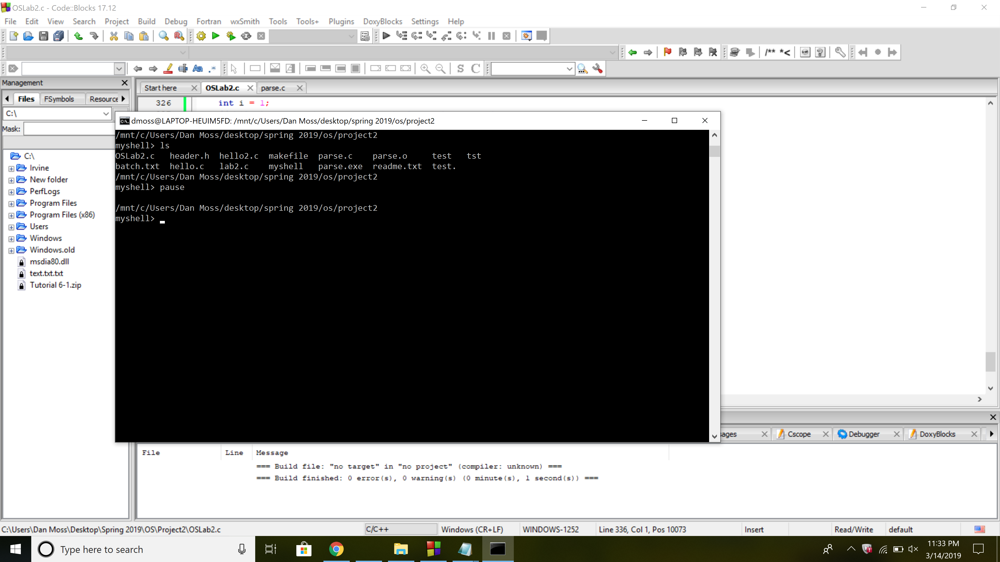 OSLab2.c - Code::Blocks 17.12
File Edit View Search Project Build Debug Fortran wxSmith Tools Tools+ Plugins DoxyBlocks Settings Help
/** *<
Aa .*
S C
Management
Start here OSLab2.c parse.c
Files FSymbols Resource
326 int i = 1;
C:\
Mask:
C:\
Irvine
New folder
PerfLogs
Program Files
Program Files (x86)
Users
Windows
Windows.old
msdia80.dll
text.txt.txt
Tutorial 6-1.zip
dmoss@LAPTOP-HEUIM5FD: /mnt/c/Users/Dan Moss/desktop/spring 2019/os/project2
/mnt/c/Users/Dan Moss/desktop/spring 2019/os/project2
myshell> ls
OSLab2.c header.h hello2.c makefile parse.c parse.o test tst
batch.txt hello.c lab2.c myshell parse.exe readme.txt test.
/mnt/c/Users/Dan Moss/desktop/spring 2019/os/project2
myshell> pause
/mnt/c/Users/Dan Moss/desktop/spring 2019/os/project2
myshell>
sages Cscope Debugger DoxyBlocks
File Line Message
=== Build file: "no target" in "no project" (compiler: unknown) ===
=== Build finished: 0 error(s), 0 warning(s) (0 minute(s), 1 second(s)) ===
C:\Users\Dan Moss\Desktop\Spring 2019\OS\Project2\OSLab2.c C/C++ Windows (CR+LF) WINDOWS-1252 Line 336, Col 1, Pos 10073 Insert Read/Write default
Type here to search
11:33 PM
3/14/2019